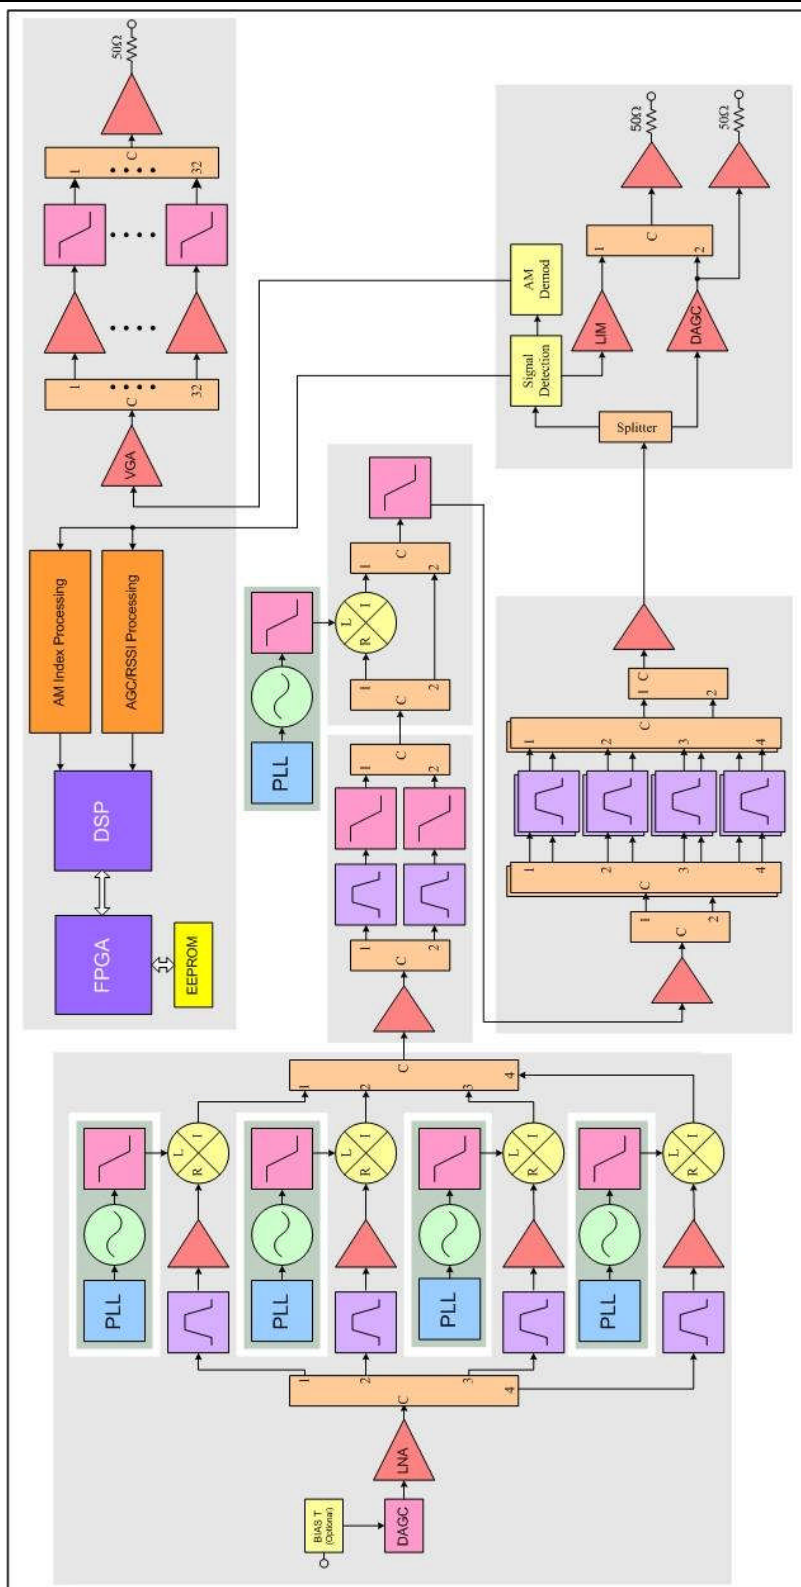 50Ω
C
1
32
1
32
C
VGA
AM Index Processing
AGC/RSSI Processing
DSP
FPGA
EEPROM
50Ω
50Ω
C
1
2
AM
Demod
LIM
DAGC
Signal
Detection
Splitter
C
1
2
L
I
R
1
2
C
PLL
C
1
2
1
2
C
C
1
2
C
1
2
3
4
1
2
3
4
C
1
2
C
C
1
2
3
4
L
I
R
PLL
L
I
R
PLL
L
I
R
PLL
L
I
R
PLL
1
2
3
4
C
LNA
BIAS T
(Optional)
DAGC